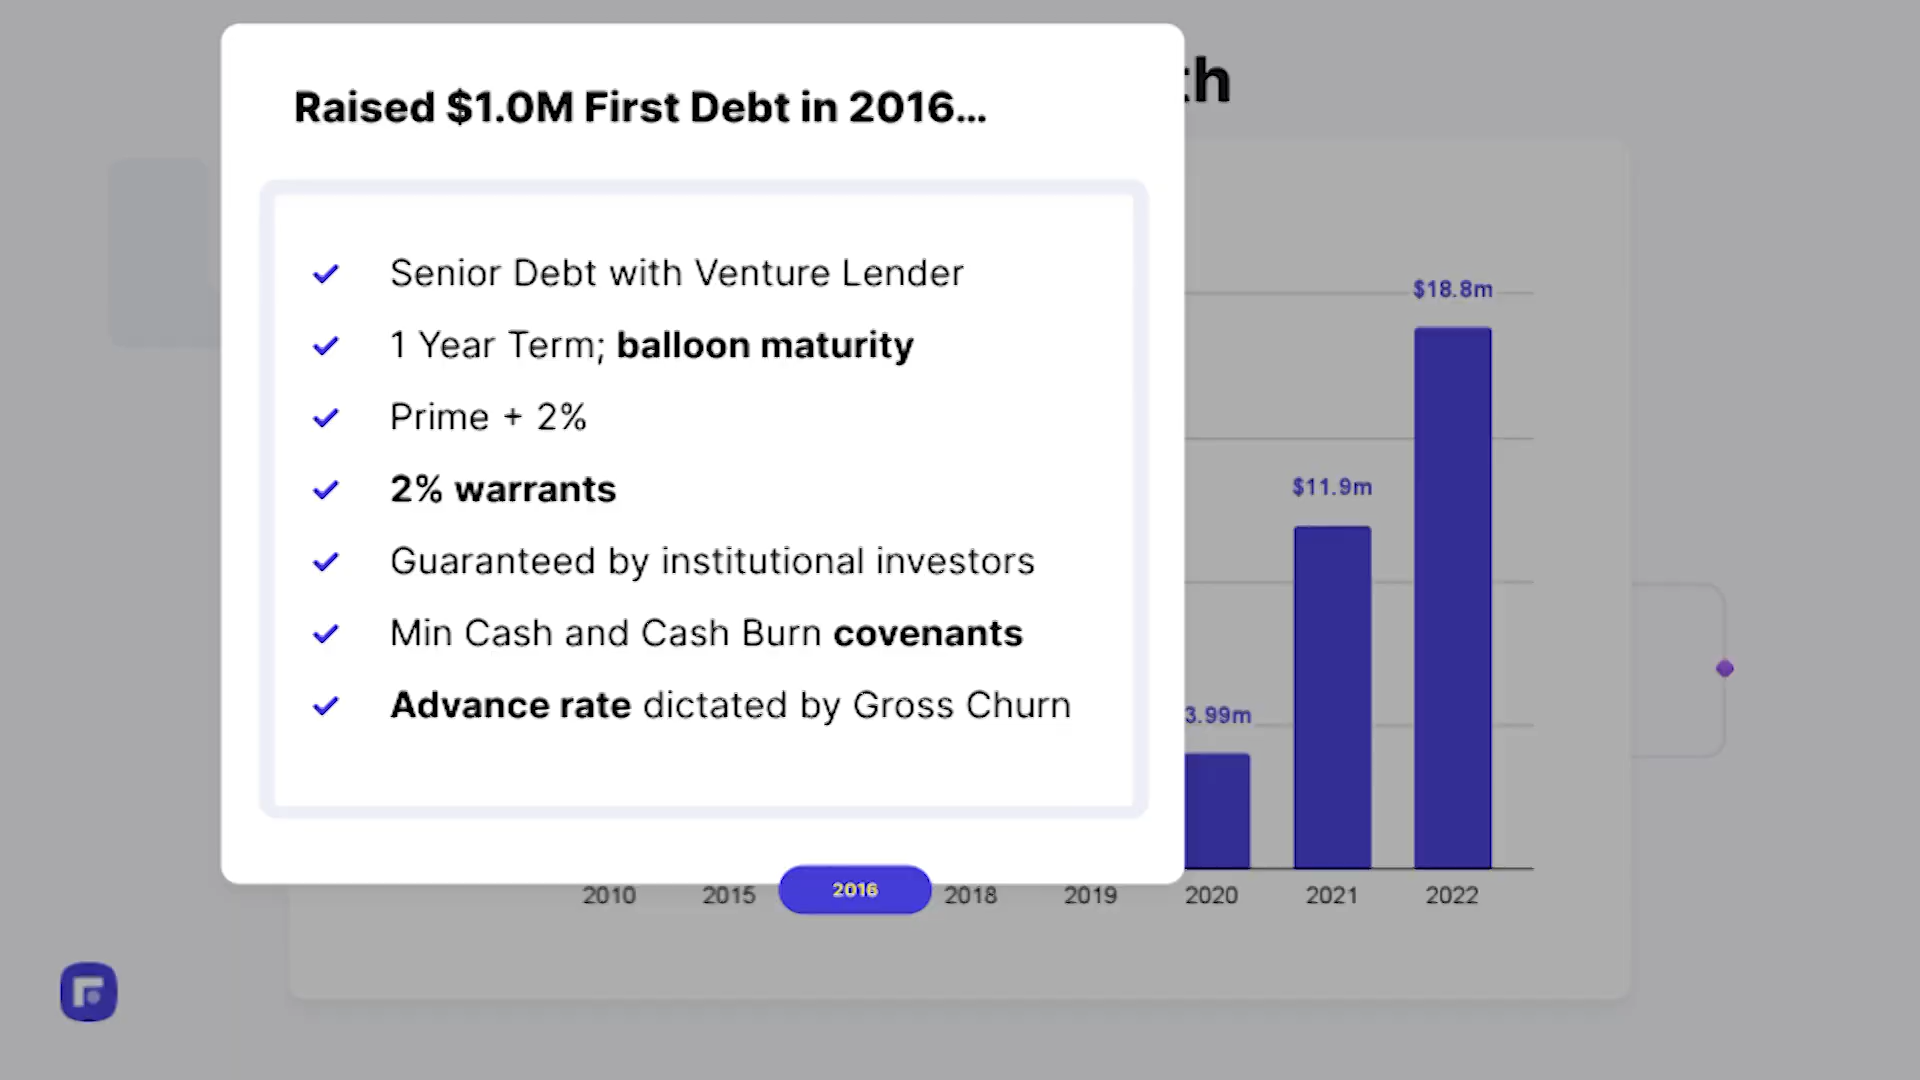 Raised $1.0M First Debt in 2016...
Senior Debt with Venture Lender
1 Year Term; balloon maturity
Prime + 2%
2% warrants
Guaranteed by institutional investors
Min Cash and Cash Burn covenants
Advance rate dictated by Gross Churn
$18.8m
$11.9m
3.99m
2010 2015 2016 2018 2019 2020 2021 2022